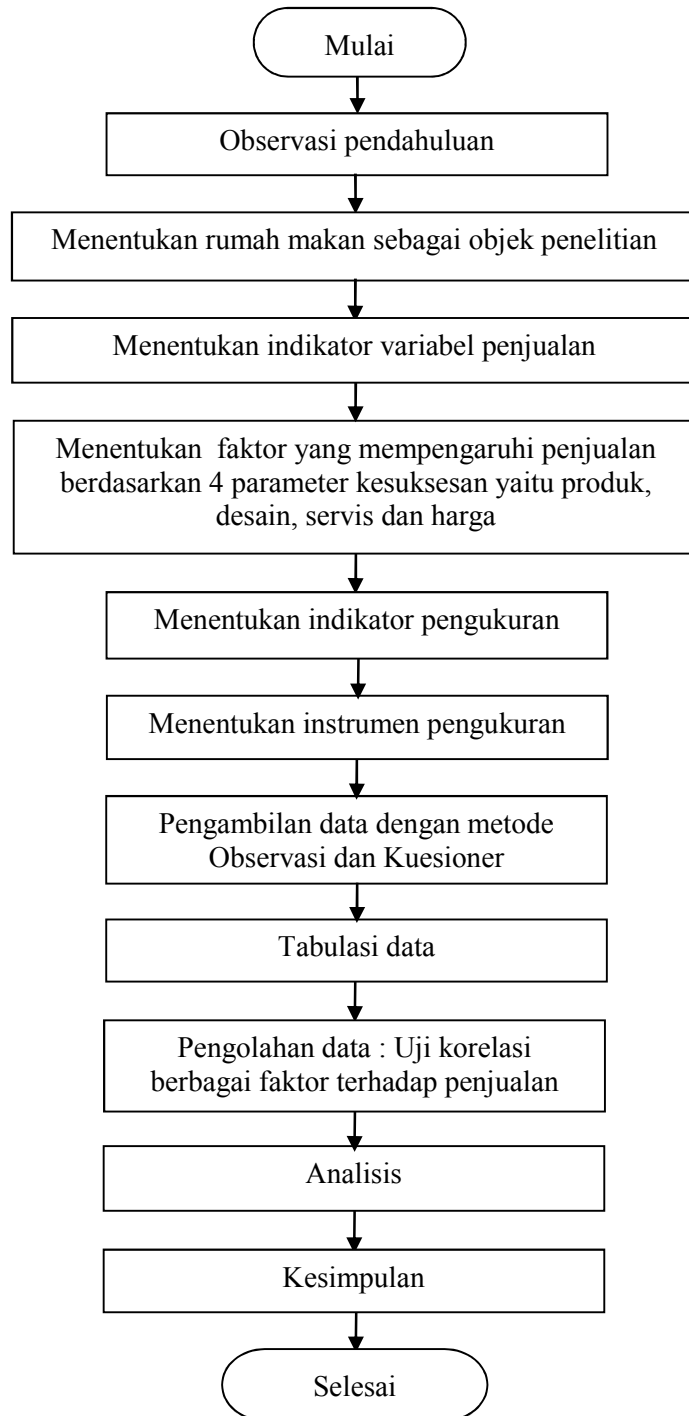 Mulai
Observasi pendahuluan
Menentukan rumah makan sebagai objek penelitian
Menentukan indikator variabel penjualan
Menentukan  faktor yang mempengaruhi penjualan
berdasarkan 4 parameter kesuksesan yaitu produk,
desain, servis dan harga
Menentukan indikator pengukuran
Menentukan instrumen pengukuran
Pengambilan data dengan metode
Observasi dan Kuesioner
Tabulasi data
Pengolahan data : Uji korelasi
berbagai faktor terhadap penjualan
Analisis
Kesimpulan
Selesai